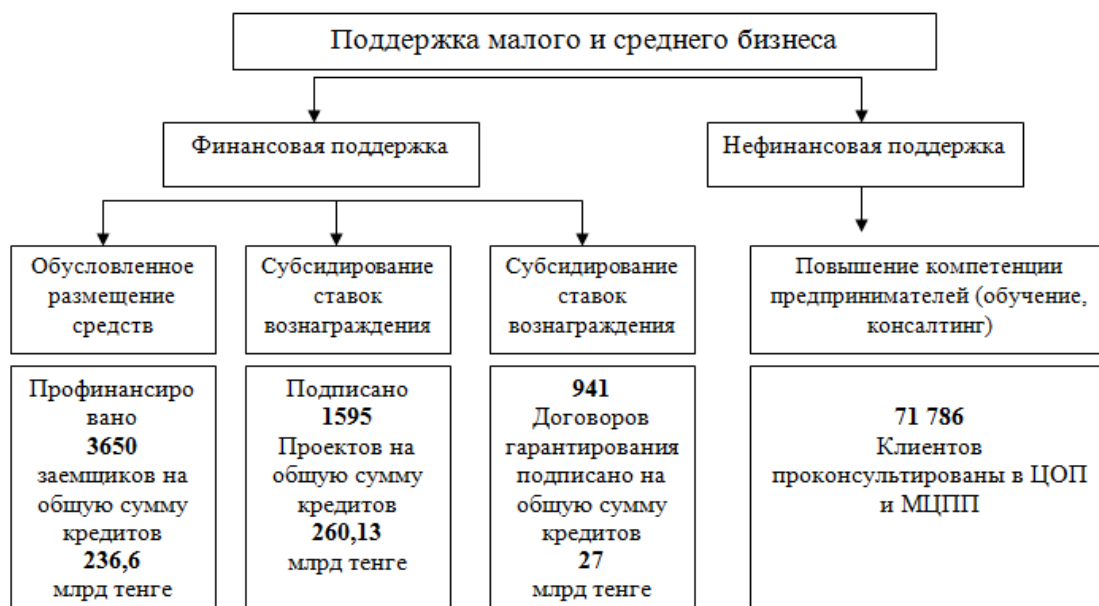 Поддержка малого и среднего бизнеса
Финансовая поддержка
Нефинансовая поддержка
Обусловленное
размещение
средств
Субсидирование
ставок
вознаграждения
Субсидирование
ставок
вознаграждения
Повышение компетенции
предпринимателей (обучение,
консалтинг)
Профинансиро
вано
3650
заемщиков на
общую сумму
кредитов
236,6
млрд тенге
Подписано
1595
Проектов на
общую сумму
кредитов
260,13
млрд тенге
941
Договоров
гарантирования
подписано на
общую сумму
кредитов
27
млрд тенге
71 786
Клиентов
проконсультированы в ЦОП
и МЦПП